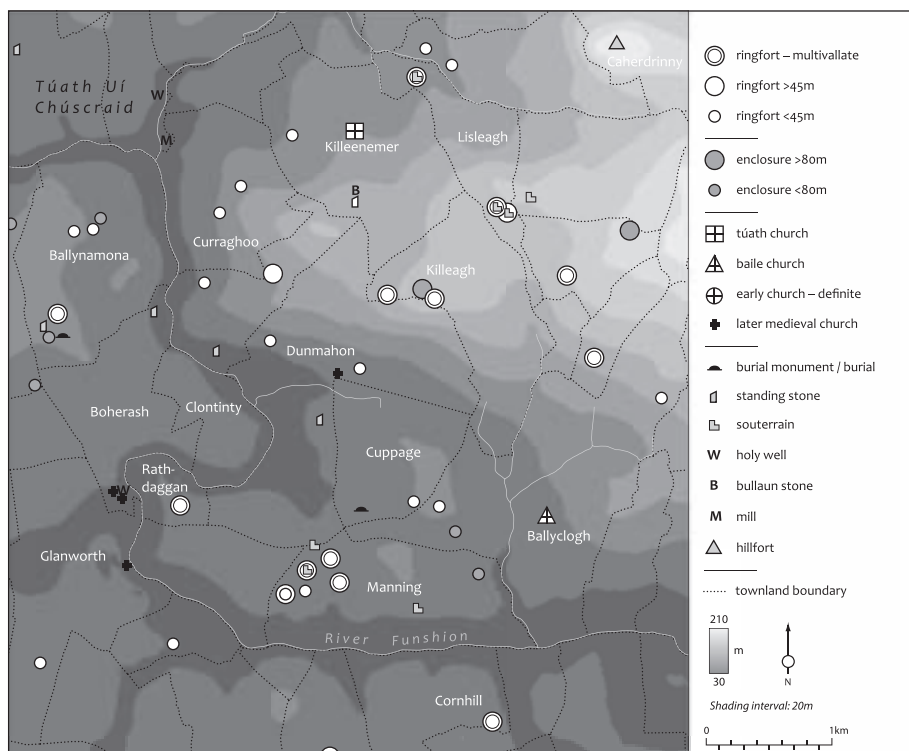 Túath Uí
Chúscraid
W
M
Caherdrinny
Killeenemer
Lisleagh
B
Curraghoo
Ballynamona
Killeagh
Dunmahon
Boherash
Clontinty
Cuppage
Rath-
daggan
W
Ballyclogh
Glanworth
Manning
River Funshion
Cornhill
ringfort – multivallate
ringfort >45m
ringfort <45m
enclosure >80m
enclosure <80m
túath church
baile church
early church – definite
later medieval church
burial monument / burial
standing stone
souterrain
W holy well
B bullaun stone
M mill
hillfort
townland boundary
210
m
30
N
Shading interval: 20m
0 1km